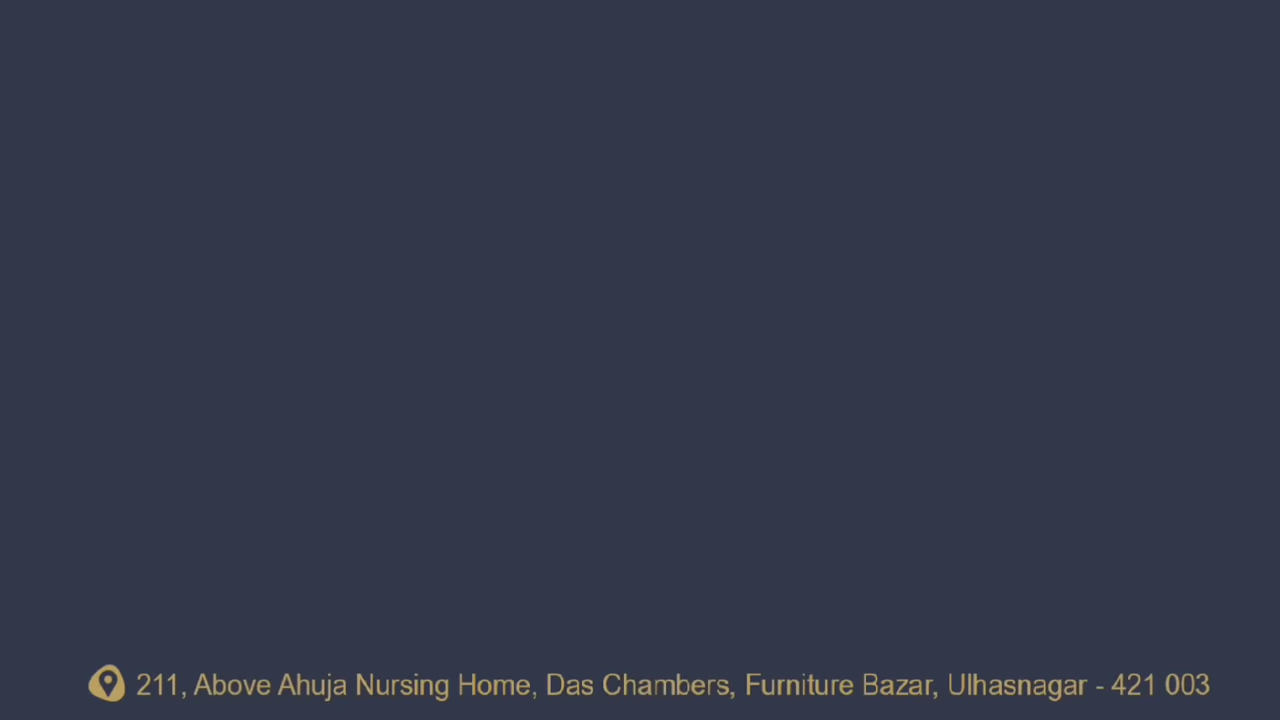 211, Above Ahuja Nursing Home, Das Chambers, Furniture Bazar, Ulhasnagar - 421 003